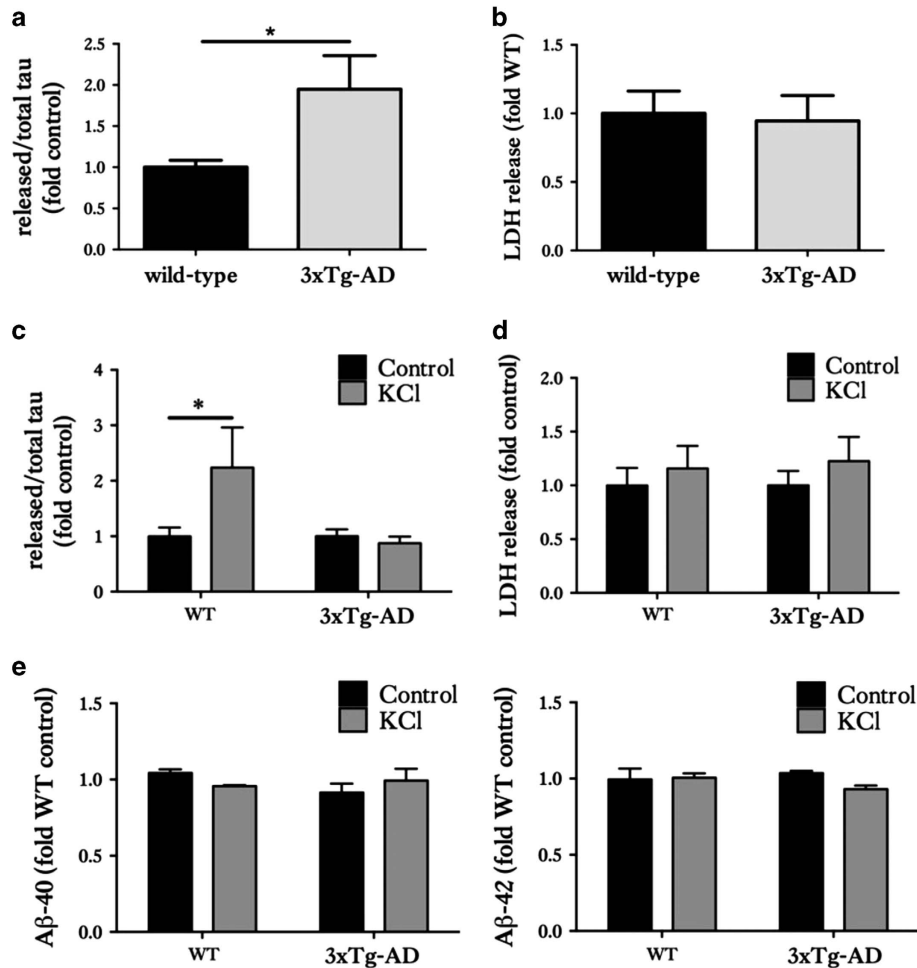 a
released/total tau
(fold control)
2.5
2.0
1.5
1.0
0.5
0.0
*
wild-type
3xTg-AD
b
LDH release (fold WT)
1.5
1.0
0.5
0.0
wild-type
3xTg-AD
c
released/total tau
(fold control)
4
3
2
1
0
*
Control
KCl
WT
3xTg-AD
d
LDH release (fold control)
2.0
1.5
1.0
0.5
0.0
Control
KCl
WT
3xTg-AD
e
Aβ-40 (fold WT control)
1.5
1.0
0.5
0.0
Control
KCl
WT
3xTg-AD
Aβ-42 (fold WT control)
1.5
1.0
0.5
0.0
Control
KCl
WT
3xTg-AD